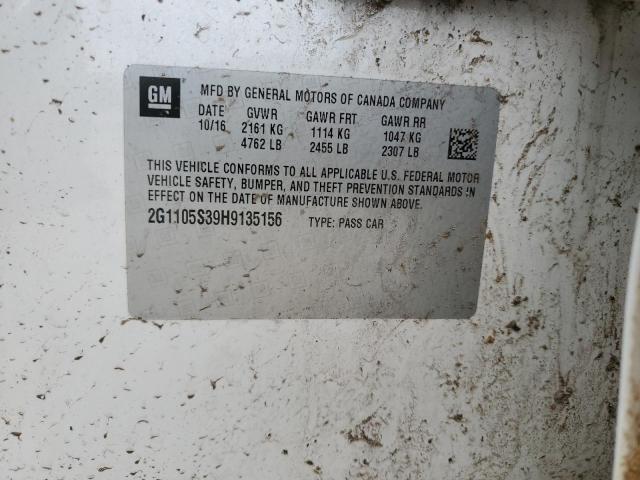 GM
MFD BY GENERAL MOTORS OF CANADA COMPANY
DATE GVWR GAWR FRT GAWR RR
10/16 2161 KG 1114 KG 1047 KG
4762 LB 2455 LB 2307 LB
THIS VEHICLE CONFORMS TO ALL APPLICABLE U.S. FEDERAL MOTOR
VEHICLE SAFETY, BUMPER, AND THEFT PREVENTION STANDARDS IN
EFFECT ON THE DATE OF MANUFACTURE SHOWN ABOVE.
2G1105S39H9135156 TYPE: PASS CAR